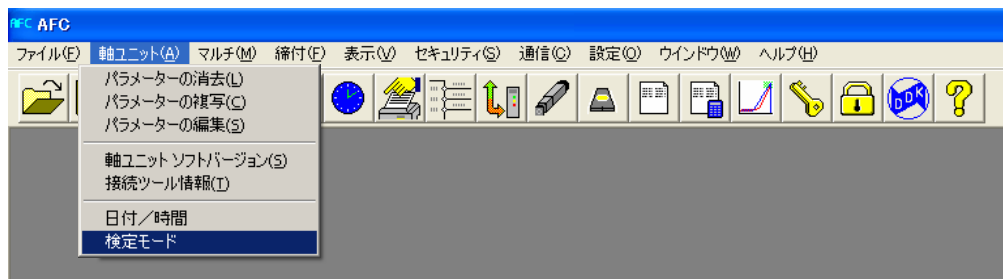 AFC AFC
ファイル(F) 軸ユニット(A) マルチ(M) 締付(F) 表示(V) セキュリティ(S) 通信(C) 設定(O) ウインドウ(W) ヘルプ(H)
パラメーターの消去(L)
パラメーターの複写(C)
パラメーターの編集(S)
軸ユニット ソフトバージョン(S)
接続ツール情報(T)
日付／時間
検定モード
DDK